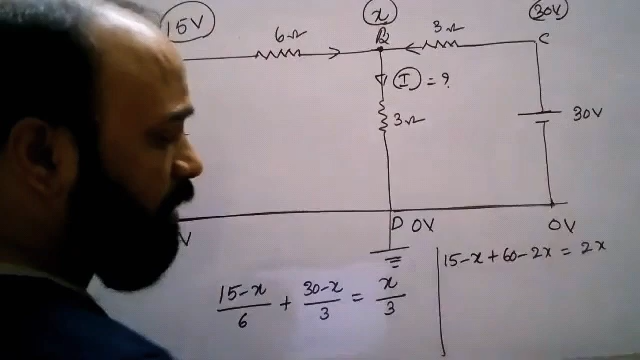 15V
x
30V
6Ω
B
3Ω
C
I = ?
3Ω
30V
V
D 0V
0V
15-x+60-2x = 2x
15-x/6 + 30-x/3 = x/3